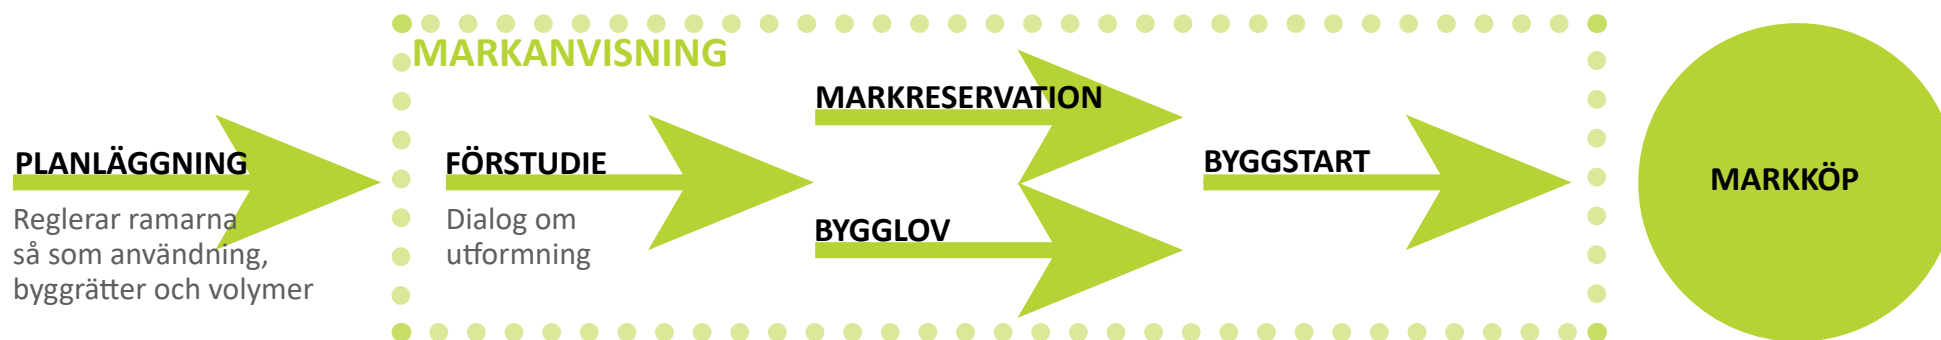 MARKANVISNING
PLANLÄGGNING
Reglerar ramarna
så som användning,
byggrätter och volymer
FÖRSTUDIE
Dialog om
utformning
MARKRESERVATION
BYGGLOV
BYGGSTART
MARKKÖP